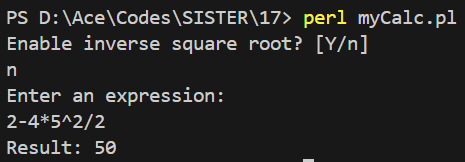 PS D:\Ace\Codes\SISTER\17> perl myCalc.pl
Enable inverse square root? [Y/n]
n
Enter an expression:
2-4*5^2/2
Result: 50